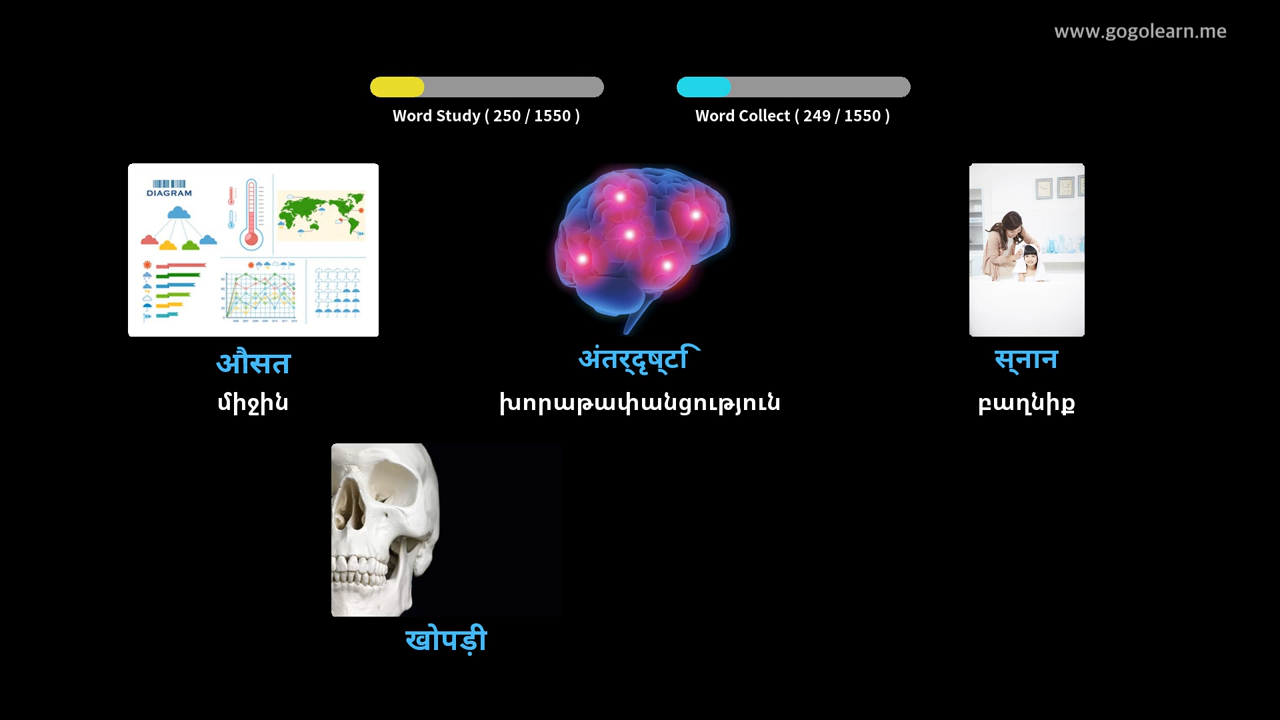 www.gogolearn.me
Word Study ( 250 / 1550 )
Word Collect ( 249 / 1550 )
DIAGRAM
औसत
अंतर्दृष्टि
स्नान
միջին
խորաթափանցություն
բաղնիք
खोपड़ी